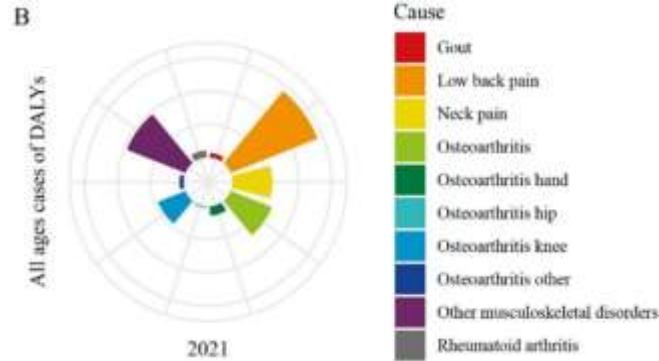 B
All ages cases of DALYs
2021
Cause
Gout
Low back pain
Neck pain
Osteoarthritis
Osteoarthritis hand
Osteoarthritis hip
Osteoarthritis knee
Osteoarthritis other
Other musculoskeletal disorders
Rheumatoid arthritis